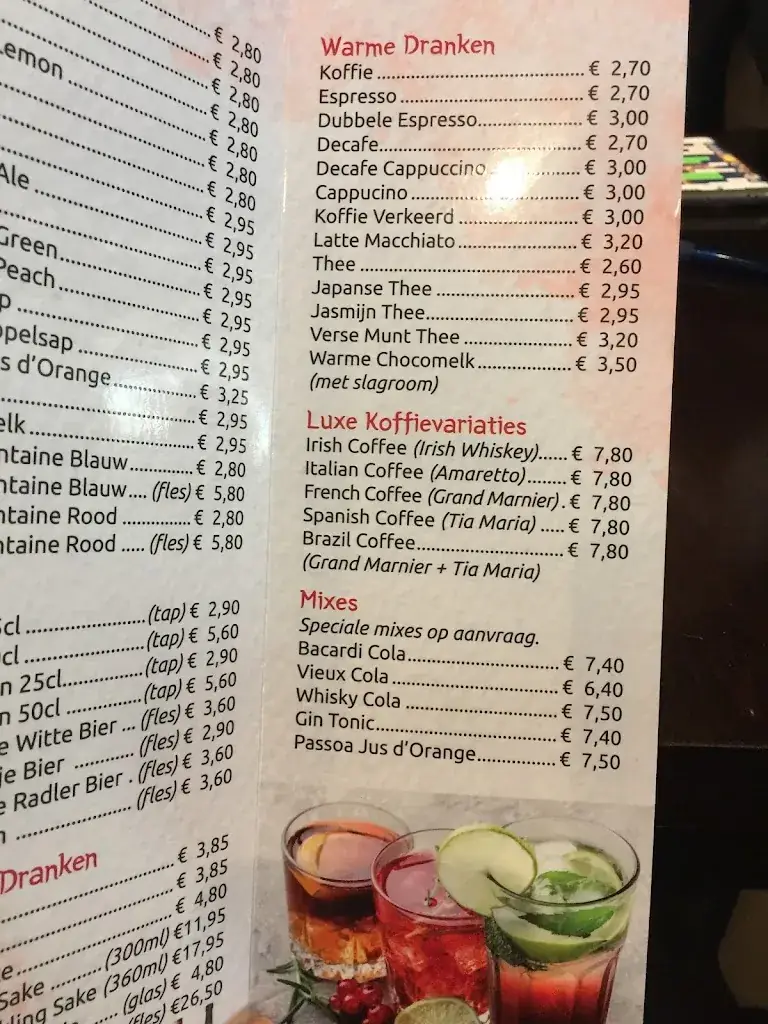 € 2,80
€ 2,80
€ 2,80
Lemon € 2,80
€ 2,80
€ 2,80
€ 2,80
€ 2,95
Ale € 2,95
€ 2,95
€ 2,95
Green € 2,95
Peach € 2,95
€ 2,95
€ 3,25
s d'Orange € 2,95
€ 2,95
elk € 2,80
ntaine Blauw.... (fles) € 5,80
ntaine Rood € 2,80
ntaine Rood ..... (fles) € 5,80
cl (tap) € 2,90
cl (tap) € 5,60
n 25cl (tap) € 2,90
n 50cl (tap) € 5,60
e Witte Bier ... (fles) € 3,60
je Bier (fles) € 2,90
e Radler Bier . (fles) € 3,60
n (fles) € 3,60
Dranken
€ 3,85
€ 3,85
€ 4,80
Sake (300ml) €11,95
ling Sake (360ml) €17,95
(glas) € 4,80
(fles) €26,50
Warme Dranken
Koffie € 2,70
Espresso € 2,70
Dubbele Espresso € 3,00
Decafe € 2,70
Decafe Cappuccino € 3,00
Cappucino € 3,00
Koffie Verkeerd € 3,00
Latte Macchiato € 3,20
Thee € 2,60
Japanse Thee € 2,95
Jasmijn Thee € 2,95
Verse Munt Thee € 3,20
Warme Chocomelk € 3,50
(met slagroom)
Luxe Koffievariaties
Irish Coffee (Irish Whiskey)...... € 7,80
Italian Coffee (Amaretto)........ € 7,80
French Coffee (Grand Marnier) . € 7,80
Spanish Coffee (Tia Maria) ..... € 7,80
Brazil Coffee € 7,80
(Grand Marnier + Tia Maria)
Mixes
Speciale mixes op aanvraag.
Bacardi Cola € 7,40
Vieux Cola € 6,40
Whisky Cola € 7,50
Gin Tonic € 7,40
Passoa Jus d'Orange € 7,50